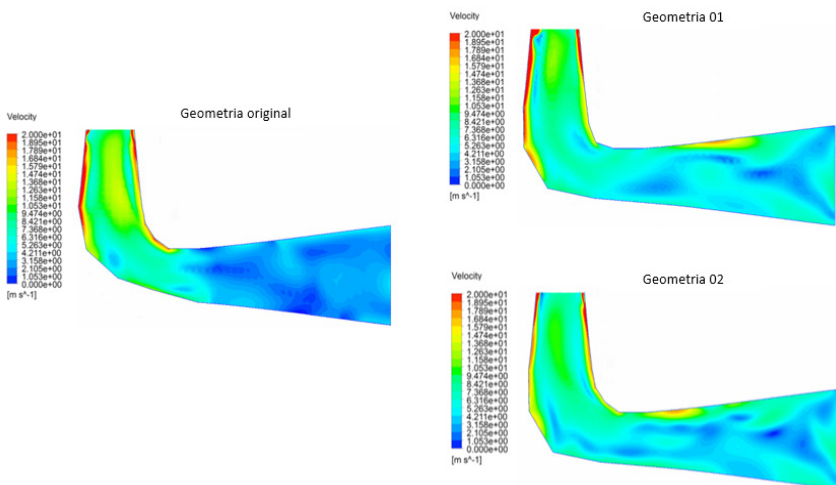 Geometria original
Velocity
2.000e+01
1.895e+01
1.789e+01
1.684e+01
1.579e+01
1.474e+01
1.368e+01
1.263e+01
1.158e+01
1.053e+01
9.474e+00
8.421e+00
7.368e+00
6.316e+00
5.263e+00
4.211e+00
3.158e+00
2.105e+00
1.053e+00
0.000e+00
[m s^-1]
Geometria 01
Velocity
2.000e+01
1.895e+01
1.789e+01
1.684e+01
1.579e+01
1.474e+01
1.368e+01
1.263e+01
1.158e+01
1.053e+01
9.474e+00
8.421e+00
7.368e+00
6.316e+00
5.263e+00
4.211e+00
3.158e+00
2.105e+00
1.053e+00
0.000e+00
[m s^-1]
Geometria 02
Velocity
2.000e+01
1.895e+01
1.789e+01
1.684e+01
1.579e+01
1.474e+01
1.368e+01
1.263e+01
1.158e+01
1.053e+01
9.474e+00
8.421e+00
7.368e+00
6.316e+00
5.263e+00
4.211e+00
3.158e+00
2.105e+00
1.053e+00
0.000e+00
[m s^-1]